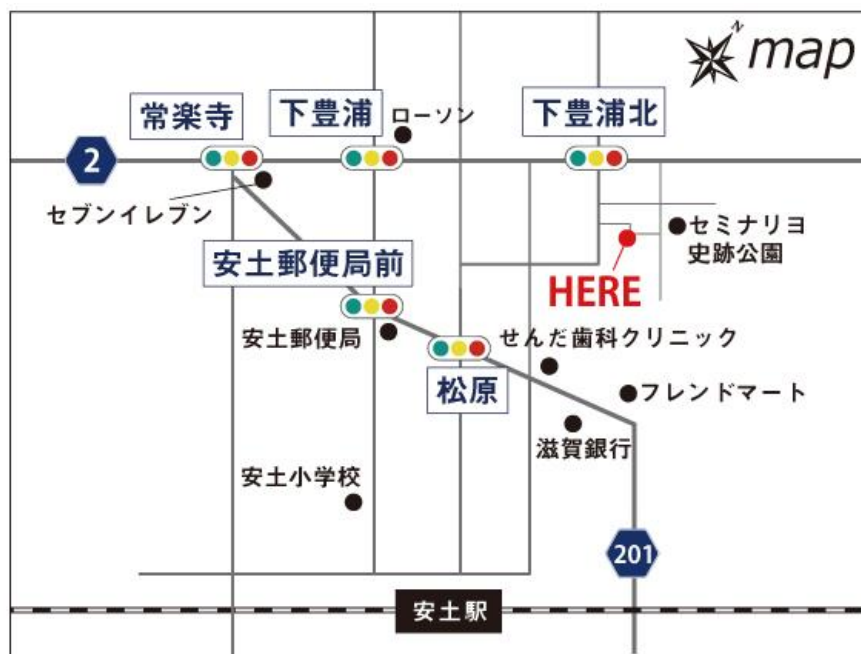 N
map
常楽寺
下豊浦
ローソン
下豊浦北
2
セブンイレブン
セミナリヨ
史跡公園
安土郵便局前
HERE
安土郵便局
せんだ歯科クリニック
松原
フレンドマート
滋賀銀行
安土小学校
201
安土駅